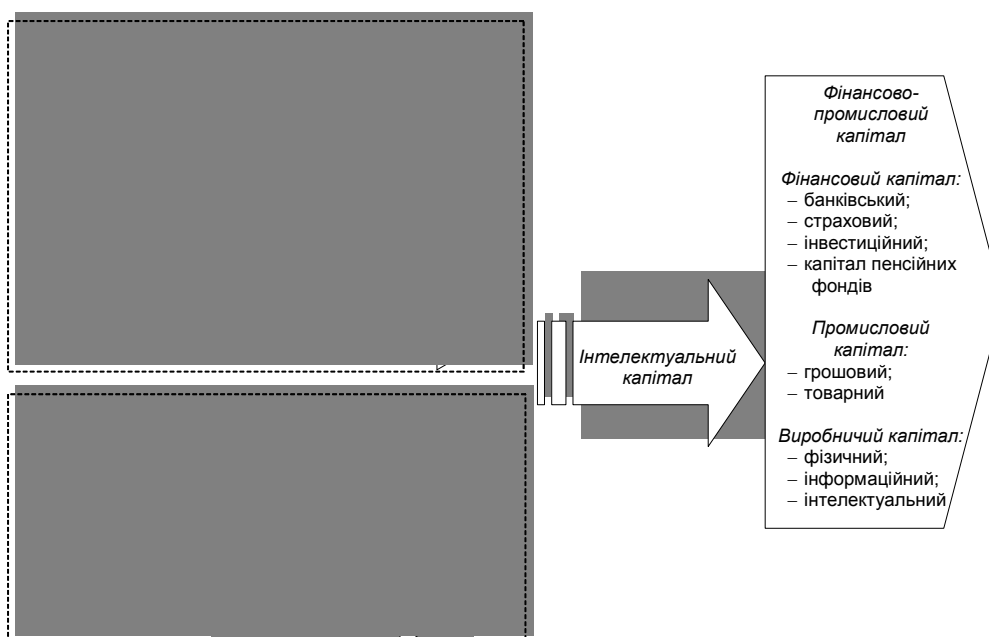 Інтелектуальний
капітал
Фінансово-
промисловий
капітал
Фінансовий капітал:
– банківський;
– страховий;
– інвестиційний;
– капітал пенсійних
фондів
Промисловий
капітал:
– грошовий;
– товарний
Виробничий капітал:
– фізичний;
– інформаційний;
– інтелектуальний